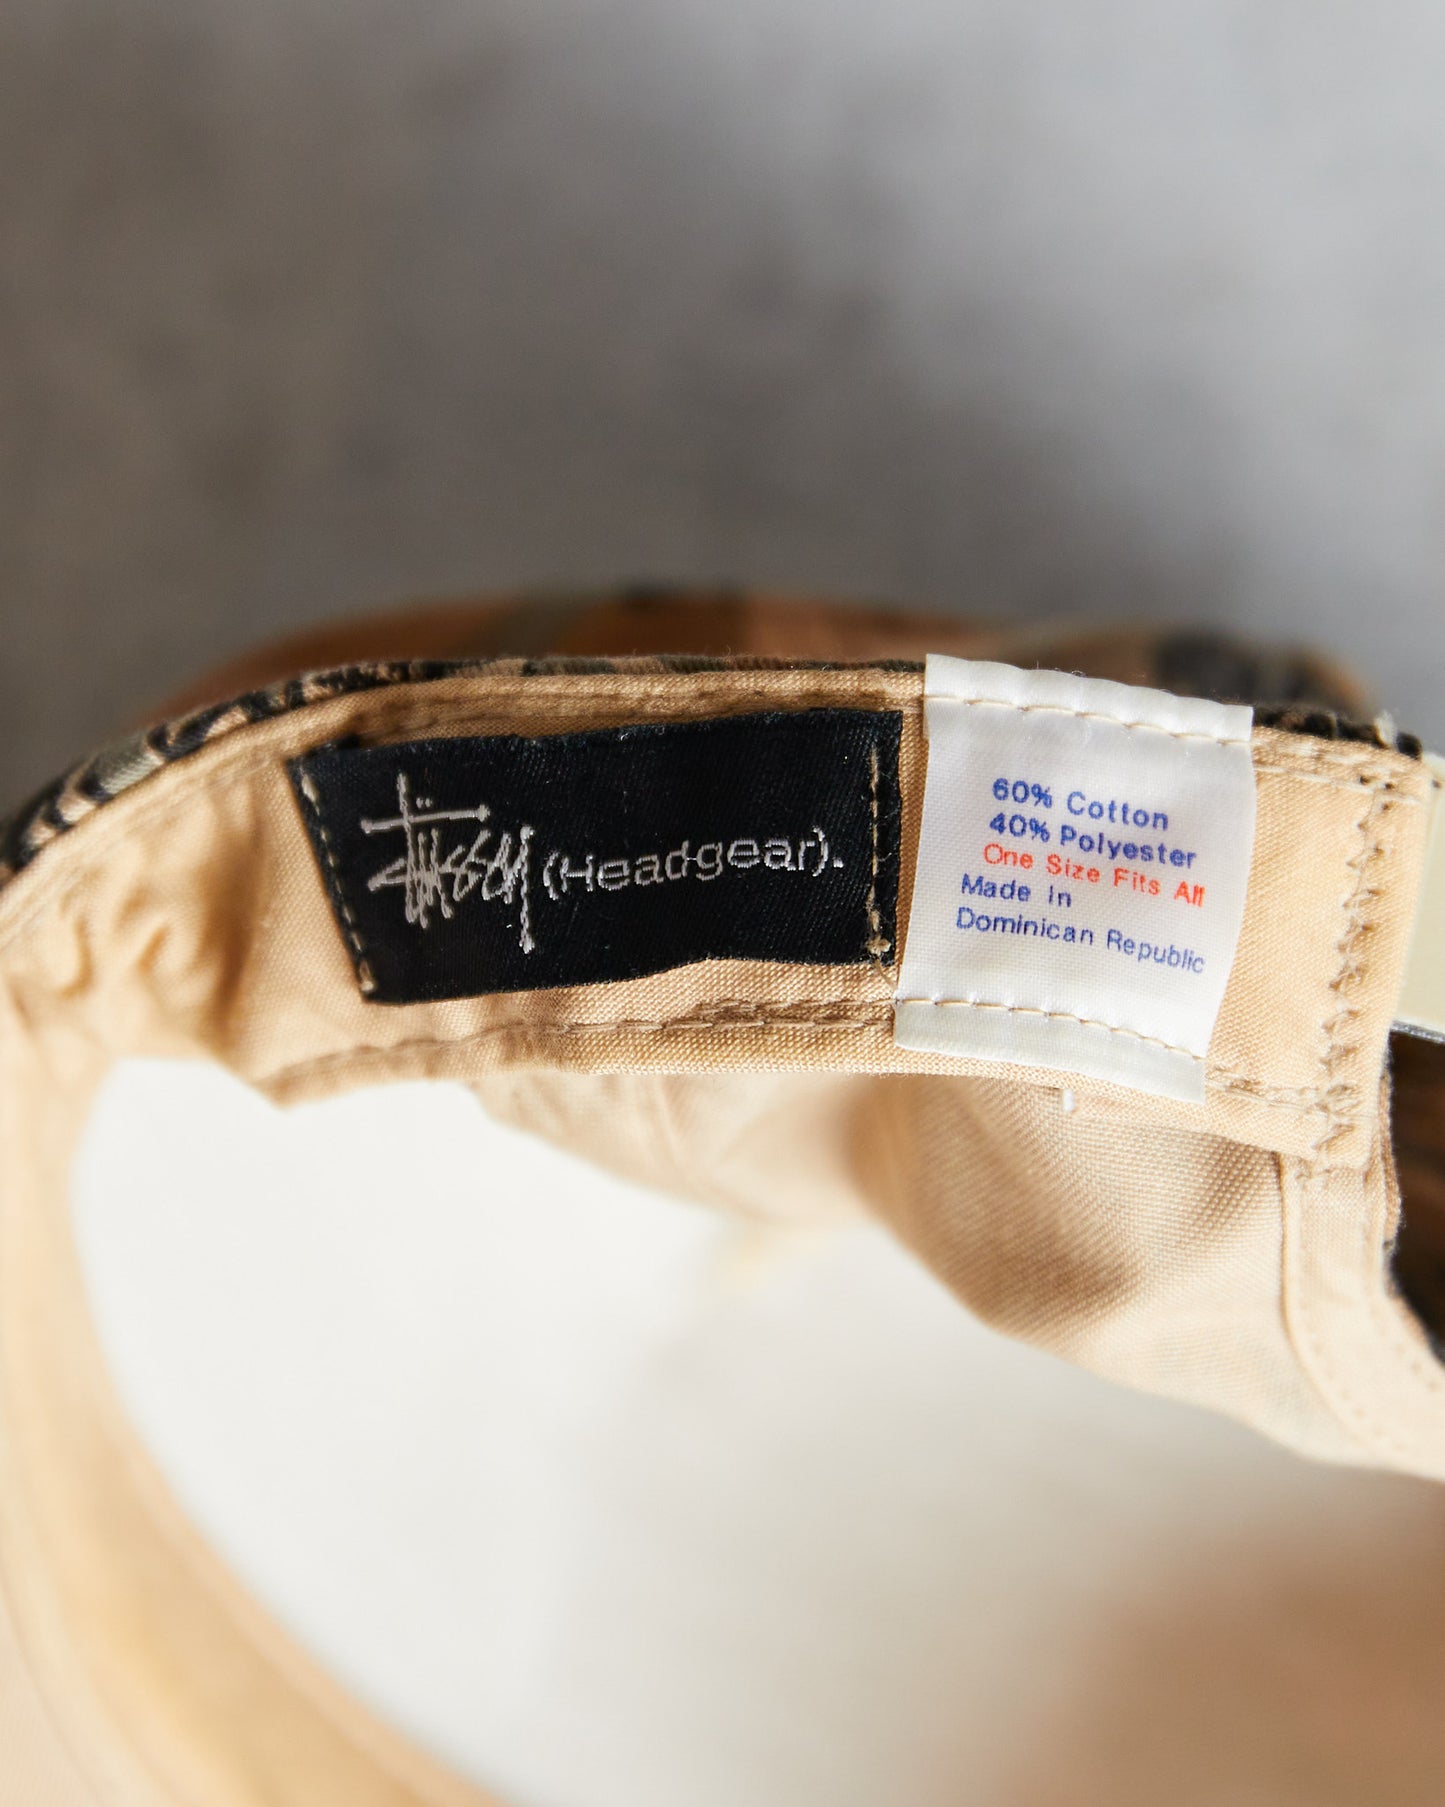 Stüssy (Headgear).
60% Cotton
40% Polyester
One Size Fits All
Made In
Dominican Republic